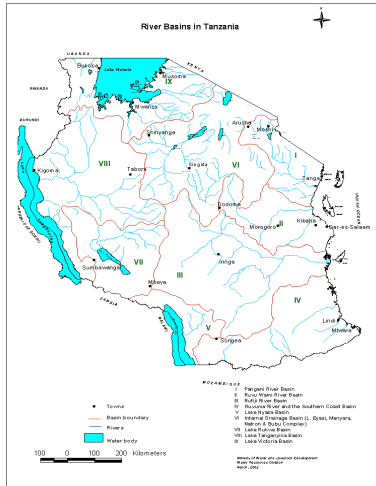 River Basins in Tanzania
N
UGANDA
KENYA
Bukoba
Lake Victoria
Musoma
IX
RWANDA
Mwanza
BURUNDI
Arusha
Moshi
Shinyanga
I
VIII
Singida
VI
Kigoma
Tabora
Tanga
Dodoma
INDIAN OCEAN
Kibaha
II
Dar-es-Salaam
Morogoro
VII
Iringa
Sumbawanga
III
Mbeya
IV
ZAMBIA
Lindi
Mtwara
MALAWI
V
Songea
MOZAMBIQUE
I Pangani River Basin
II Ruvu Wami River Basin
III Rufiji River Basin
IV Ruvuma River and the Southern Coast Basin
V Lake Nyasa Basin
VI Internal Drainage Basin (L. Eyasi, Manyara,
Natron & Bubu Complex)
VII Lake Rukwa Basin
VIII Lake Tanganyika Basin
IX Lake Victoria Basin
Towns
Basin boundary
Rivers
Water body
100 0 100 200 Kilometers
Ministry of Water and Livestock Development
Water Resources Division
March, 2002